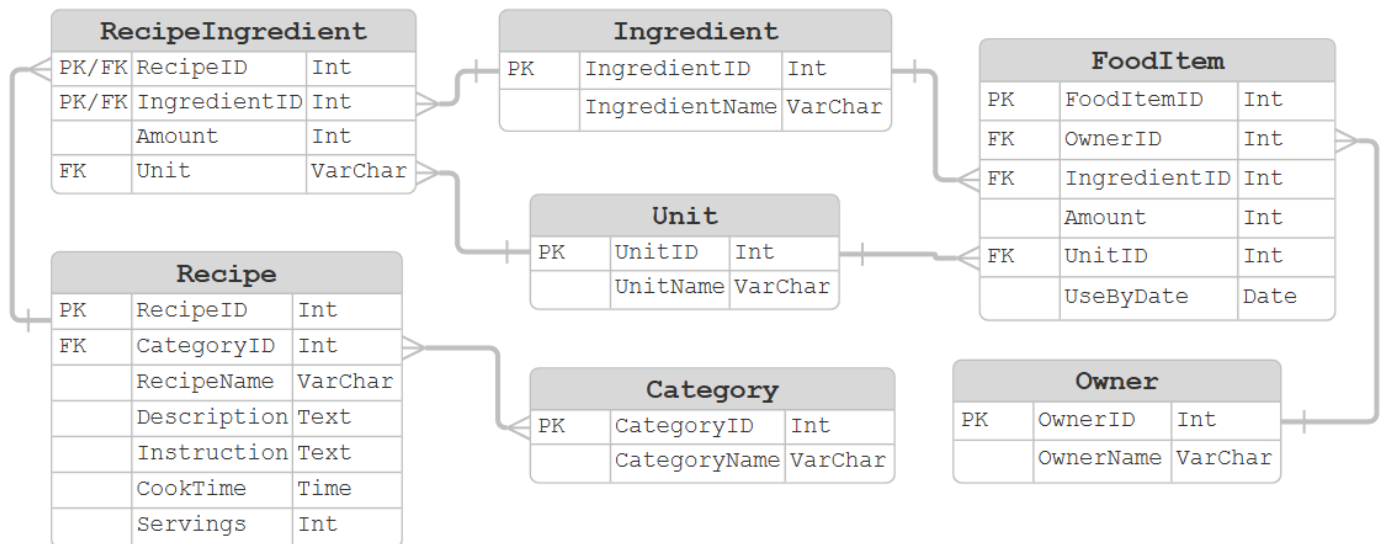 RecipeIngredient
PK/FK RecipeID Int
PK/FK IngredientID Int
Amount Int
FK Unit VarChar
Ingredient
PK IngredientID Int
IngredientName VarChar
FoodItem
PK FoodItemID Int
FK OwnerID Int
FK IngredientID Int
Amount Int
FK UnitID Int
UseByDate Date
Unit
PK UnitID Int
UnitName VarChar
Recipe
PK RecipeID Int
FK CategoryID Int
RecipeName VarChar
Description Text
Instruction Text
CookTime Time
Servings Int
Category
PK CategoryID Int
CategoryName VarChar
Owner
PK OwnerID Int
OwnerName VarChar